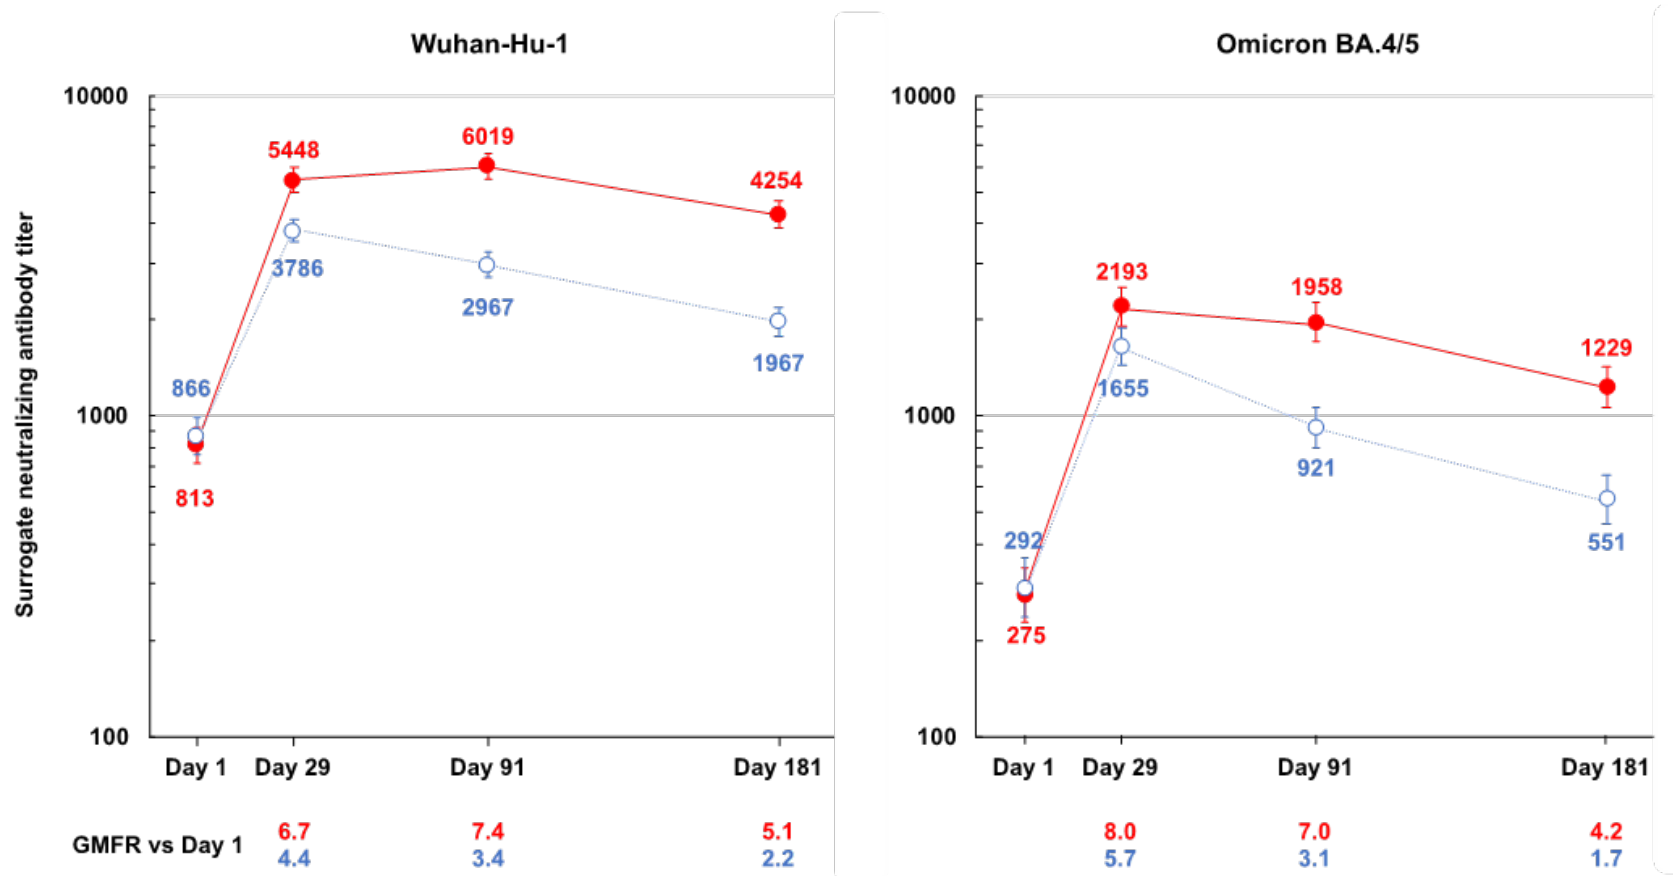 Wuhan-Hu-1
Omicron BA.4/5
Surrogate neutralizing antibody titer
10000
1000
100
5448
6019
4254
3786
2967
1967
866
813
Day 1
Day 29
Day 91
Day 181
10000
1000
100
2193
1958
1229
1655
921
551
292
275
Day 1
Day 29
Day 91
Day 181
GMFR vs Day 1
6.7
7.4
5.1
4.4
3.4
2.2
8.0
7.0
4.2
5.7
3.1
1.7